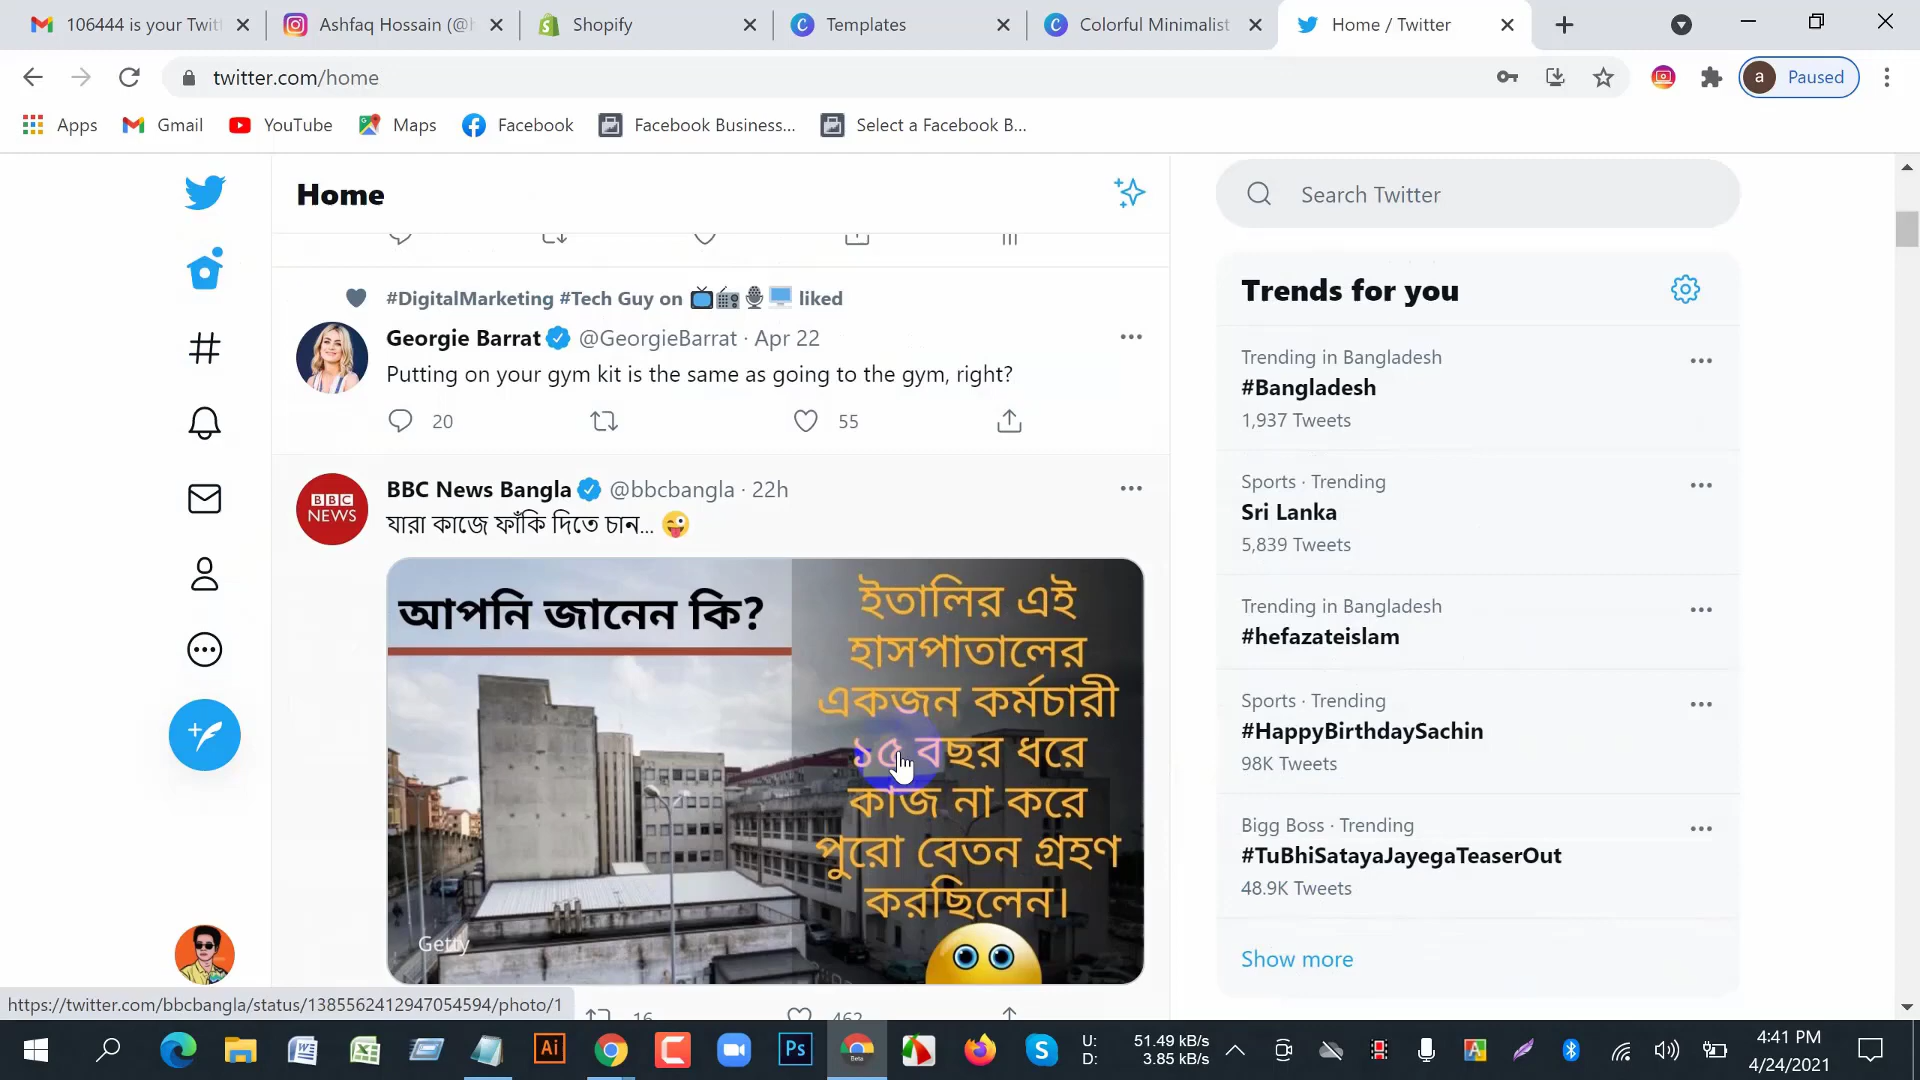 106444 is your Twit
Ashfaq Hossain (@h
Shopify
Templates
Colorful Minimalist
Home / Twitter
twitter.com/home
a
Paused
Apps
Gmail
YouTube
Maps
Facebook
Facebook Business...
Select a Facebook B...
Home
Search Twitter
#DigitalMarketing #Tech Guy on 📺📻🎙️🖥️ liked
Georgie Barrat @GeorgieBarrat · Apr 22
Putting on your gym kit is the same as going to the gym, right?
20
55
BBC NEWS
BBC News Bangla @bbcbangla · 22h
যারা কাজে ফাঁকি দিতে চান... 😜
আপনি জানেন কি?
ইতালির এই
হাসপাতালের
একজন কর্মচারী
১৫ বছর ধরে
কাজ না করে
পুরো বেতন গ্রহণ
করছিলেন।
Getty
16
462
Trends for you
Trending in Bangladesh
#Bangladesh
1,937 Tweets
Sports · Trending
Sri Lanka
5,839 Tweets
Trending in Bangladesh
#hefazateislam
Sports · Trending
#HappyBirthdaySachin
98K Tweets
Bigg Boss · Trending
#TuBhiSatayaJayegaTeaserOut
48.9K Tweets
Show more
https://twitter.com/bbcbangla/status/1385562412947054594/photo/1
Ai
Ps
Beta
U: 51.49 kB/s
D: 3.85 kB/s
4:41 PM
4/24/2021